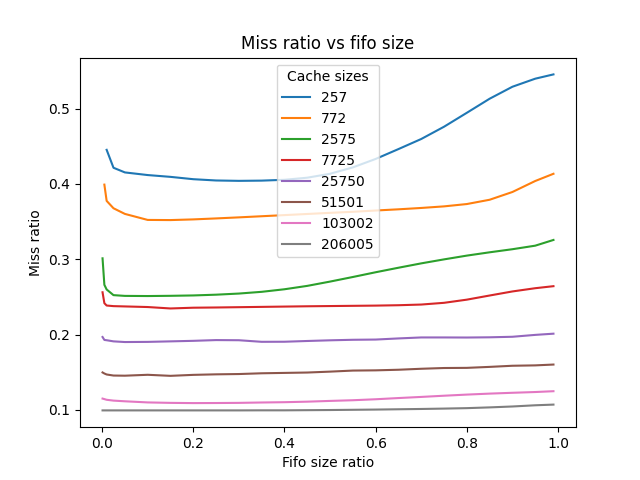 Miss ratio vs fifo size
Cache sizes
257
772
2575
7725
25750
51501
103002
206005
Miss ratio
0.5
0.4
0.3
0.2
0.1
0.0 0.2 0.4 0.6 0.8 1.0
Fifo size ratio